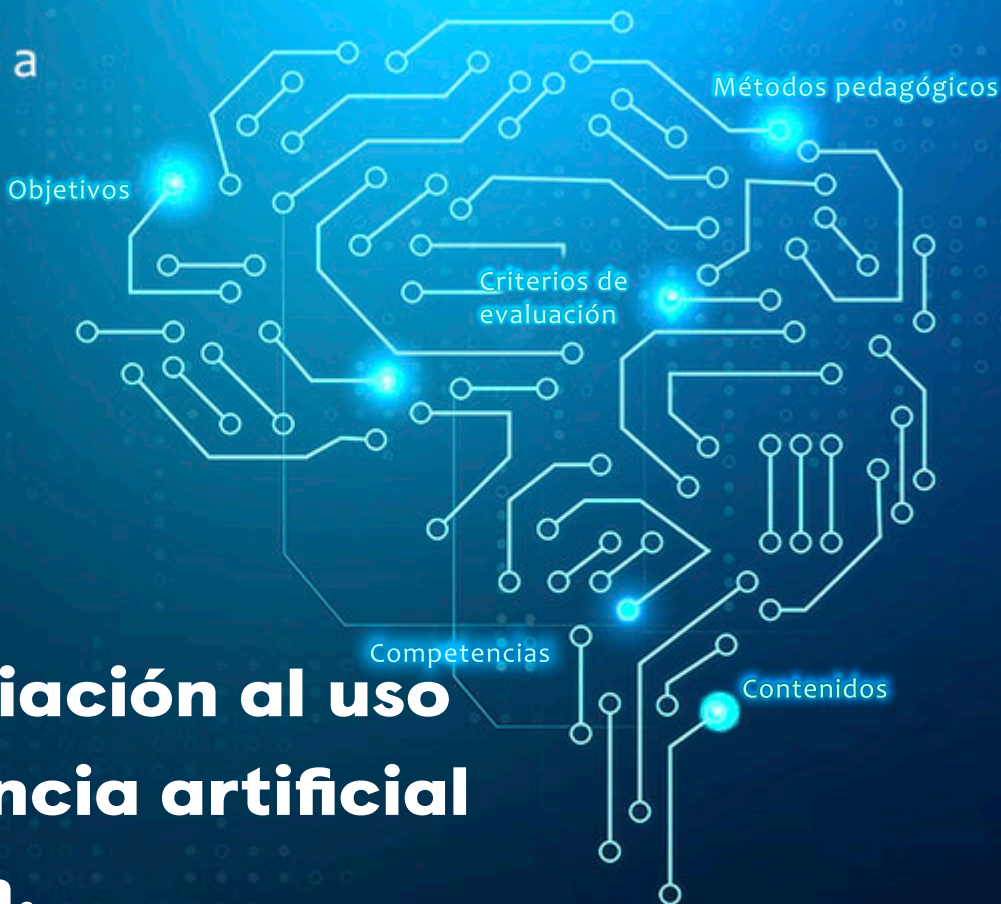 a
Métodos pedagógicos
Objetivos
Criterios de
evaluación
Competencias
Contenidos
iación al uso
ncia artificial